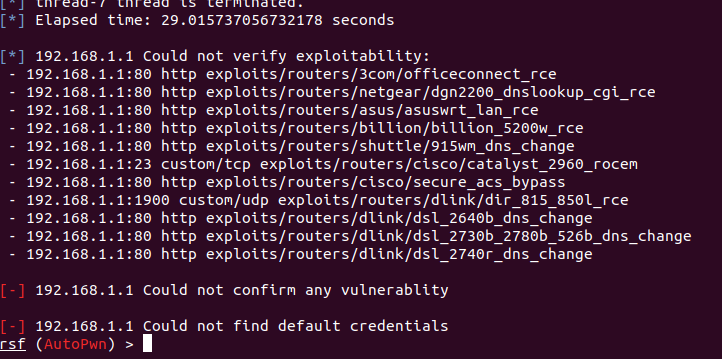 [*] thread-7 thread is terminated.
[*] Elapsed time: 29.015737056732178 seconds
[*] 192.168.1.1 Could not verify exploitability:
- 192.168.1.1:80 http exploits/routers/3com/officeconnect_rce
- 192.168.1.1:80 http exploits/routers/netgear/dgn2200_dnslookup_cgi_rce
- 192.168.1.1:80 http exploits/routers/asus/asuswrt_lan_rce
- 192.168.1.1:80 http exploits/routers/billion/billion_5200w_rce
- 192.168.1.1:80 http exploits/routers/shuttle/915wm_dns_change
- 192.168.1.1:23 custom/tcp exploits/routers/cisco/catalyst_2960_rocem
- 192.168.1.1:80 http exploits/routers/cisco/secure_acs_bypass
- 192.168.1.1:1900 custom/udp exploits/routers/dlink/dir_815_850l_rce
- 192.168.1.1:80 http exploits/routers/dlink/dsl_2640b_dns_change
- 192.168.1.1:80 http exploits/routers/dlink/dsl_2730b_2780b_526b_dns_change
- 192.168.1.1:80 http exploits/routers/dlink/dsl_2740r_dns_change
[-] 192.168.1.1 Could not confirm any vulnerablity
[-] 192.168.1.1 Could not find default credentials
rsf (AutoPwn) >